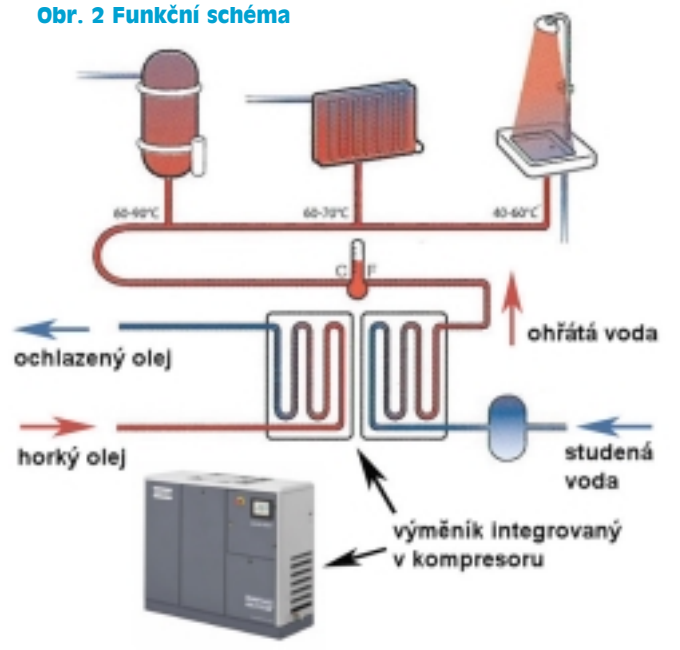 Obr. 2 Funkční schéma
60-90°C
60-70°C
40-60°C
C F
ohřátá voda
ochlazený olej
horký olej
studená
voda
výměník integrovaný
v kompresoru